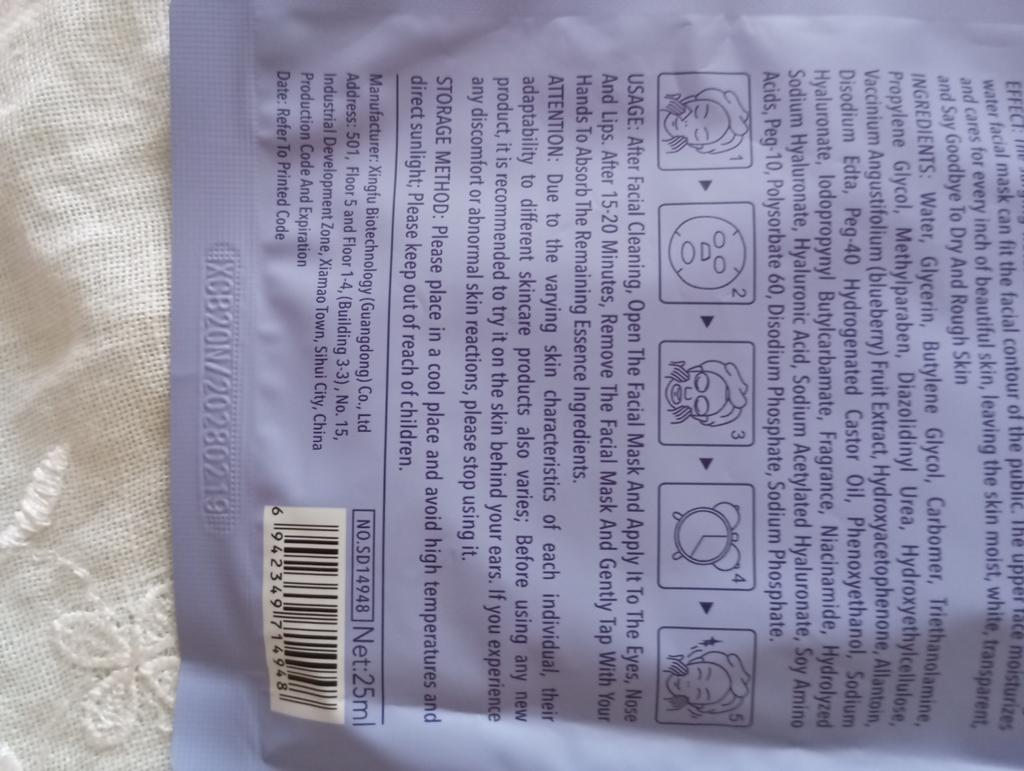 EFFECT: The
water facial mask can fit the facial contour of the public. The upper face moisturizes
and cares for every inch of beautiful skin, leaving the skin moist, white, transparent,
and Say Goodbye To Dry And Rough Skin
INGREDIENTS: Water, Glycerin, Butylene Glycol, Carbomer, Triethanolamine,
Propylene Glycol, Methylparaben, Diazolidinyl Urea, Hydroxyethylcellulose,
Vaccinium Angustifolium (blueberry) Fruit Extract, Hydroxyacetophenone, Allantoin,
Disodium Edta, Peg-40 Hydrogenated Castor Oil, Phenoxyethanol, Sodium
Hyaluronate, Iodopropynyl Butylcarbamate, Fragrance, Niacinamide, Hydrolyzed
Sodium Hyaluronate, Hyaluronic Acid, Sodium Acetylated Hyaluronate, Soy Amino
Acids, Peg-10, Polysorbate 60, Disodium Phosphate, Sodium Phosphate.
1 2 3 4 5
USAGE: After Facial Cleaning, Open The Facial Mask And Apply It To The Eyes, Nose
And Lips. After 15-20 Minutes, Remove The Facial Mask And Gently Tap With Your
Hands To Absorb The Remaining Essence Ingredients.
ATTENTION: Due to the varying skin characteristics of each individual, their
adaptability to different skincare products also varies; Before using any new
product, it is recommended to try it on the skin behind your ears. If you experience
any discomfort or abnormal skin reactions, please stop using it.
STORAGE METHOD: Please place in a cool place and avoid high temperatures and
direct sunlight; Please keep out of reach of children.
Manufacturer: Xingfu Biotechnology (Guangdong) Co., Ltd
Address: 501, Floor 5 and Floor 1-4, (Building 3-3), No. 15,
Industrial Development Zone, Xiamao Town, Sihui City, China
Production Code And Expiration
Date: Refer To Printed Code
NO.SD14948 Net:25ml
6 942349 714948
XCB20N/20280219